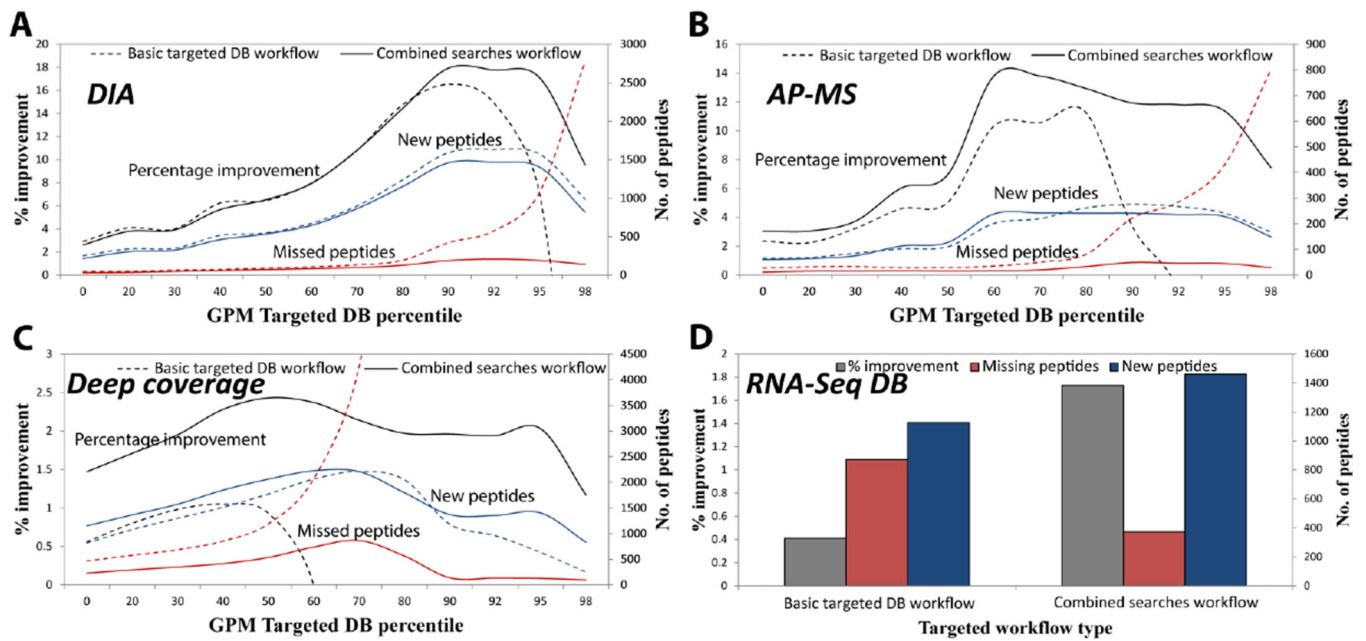 A
DIA
Basic targeted DB workflow
Combined searches workflow
Percentage improvement
New peptides
Missed peptides
% improvement
No. of peptides
20
18
16
14
12
10
8
6
4
2
0
3000
2500
2000
1500
1000
500
0
0 20 30 40 50 60 70 80 90 92 95 98
GPM Targeted DB percentile
B
AP-MS
Basic targeted DB workflow
Combined searches workflow
Percentage improvement
New peptides
Missed peptides
% improvement
No. of peptides
16
14
12
10
8
6
4
2
0
900
800
700
600
500
400
300
200
100
0
0 20 30 40 50 60 70 80 90 92 95 98
GPM Targeted DB percentile
C
Deep coverage
Basic targeted DB workflow
Combined searches workflow
Percentage improvement
New peptides
Missed peptides
% improvement
No. of peptides
3
2.5
2
1.5
1
0.5
0
4500
4000
3500
3000
2500
2000
1500
1000
500
0
0 20 30 40 50 60 70 80 90 92 95 98
GPM Targeted DB percentile
D
RNA-Seq DB
% improvement
Missing peptides
New peptides
% improvement
No. of peptides
2
1.8
1.6
1.4
1.2
1
0.8
0.6
0.4
0.2
0
1600
1400
1200
1000
800
600
400
200
0
Basic targeted DB workflow
Combined searches workflow
Targeted workflow type